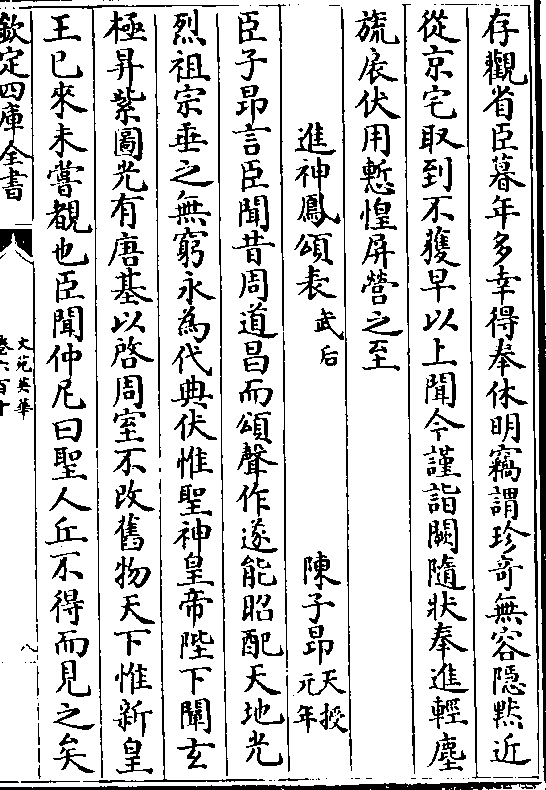 存觀省臣暮年多幸得奉休明竊謂珍奇無容隱黙近
從京宅取到不獲早以上聞今謹詣闕隨狀奉進輕塵
旒扆伏用慙惶屏營之至
進神鳳頌表 武后 陳子昂 天授元年
臣子昂言臣聞昔周道昌而頌聲作遂能昭配天地光
烈祖宗垂之無窮永為代典伏惟聖神皇帝陛下闡玄
極昇紫圖光有唐基以啓周室不改舊物天下惟新皇
王已來未嘗覩也臣聞仲尼曰聖人丘不得而見之矣
欽定四庫全書
文苑英華
卷六百十
八